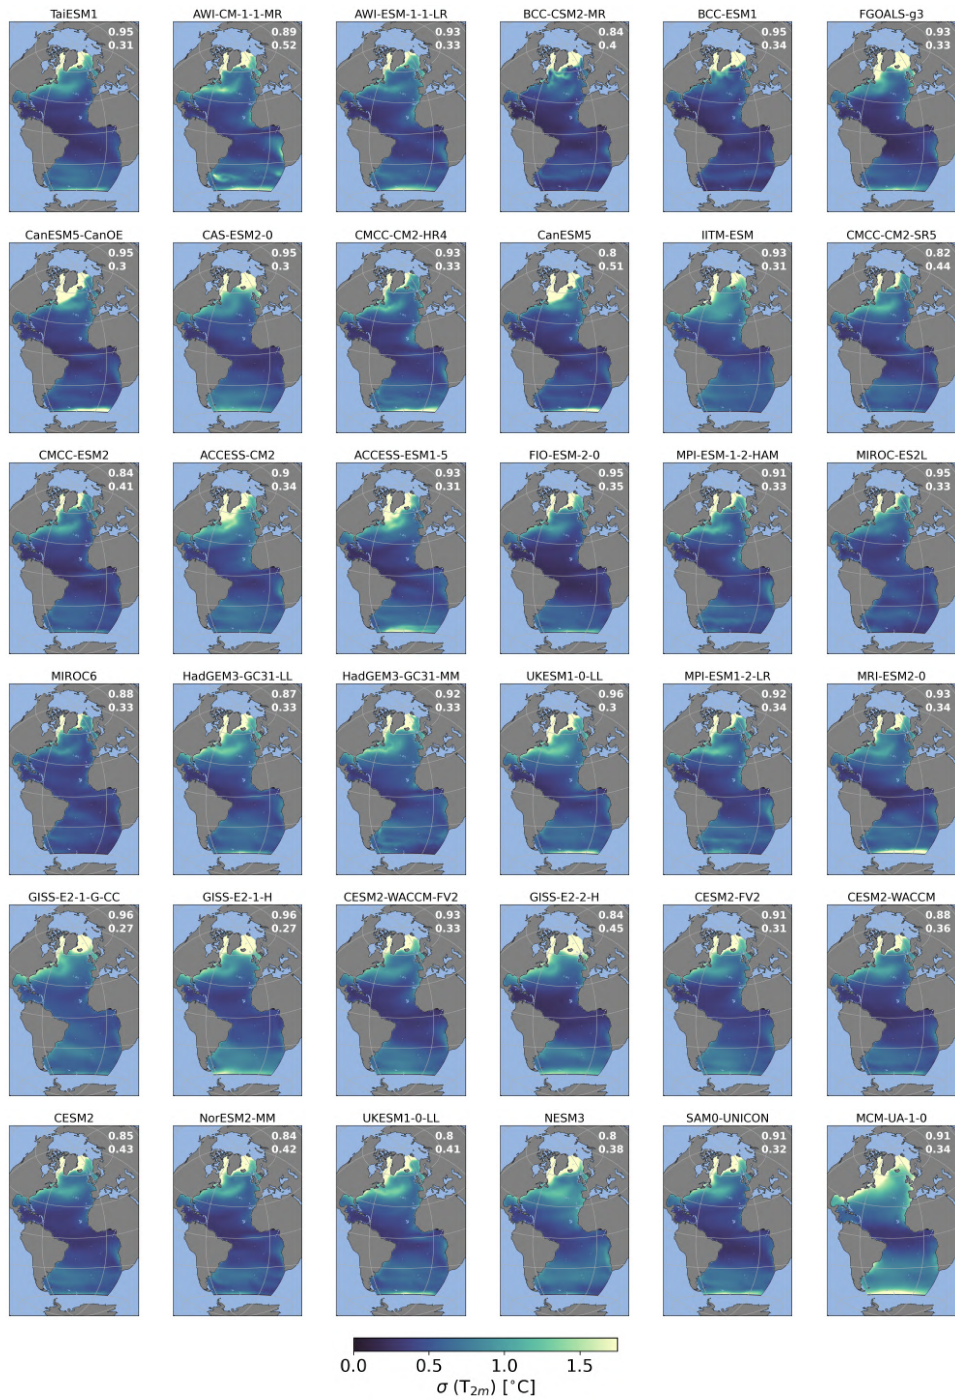 TaiESM1
AWI-CM-1-1-MR
AWI-ESM-1-1-LR
BCC-CSM2-MR
BCC-ESM1
FGOALS-g3
0.95
0.31
0.89
0.52
0.93
0.33
0.84
0.4
0.95
0.34
0.93
0.33
CanESM5-CanOE
CAS-ESM2-0
CMCC-CM2-HR4
CanESM5
IITM-ESM
CMCC-CM2-SR5
0.95
0.3
0.95
0.3
0.93
0.33
0.8
0.51
0.93
0.31
0.82
0.44
CMCC-ESM2
ACCESS-CM2
ACCESS-ESM1-5
FIO-ESM-2-0
MPI-ESM-1-2-HAM
MIROC-ES2L
0.84
0.41
0.9
0.34
0.93
0.31
0.95
0.35
0.91
0.33
0.95
0.33
MIROC6
HadGEM3-GC31-LL
HadGEM3-GC31-MM
UKESM1-0-LL
MPI-ESM1-2-LR
MRI-ESM2-0
0.88
0.33
0.87
0.33
0.92
0.33
0.96
0.3
0.92
0.34
0.93
0.34
GISS-E2-1-G-CC
GISS-E2-1-H
CESM2-WACCM-FV2
GISS-E2-2-H
CESM2-FV2
CESM2-WACCM
0.96
0.27
0.96
0.27
0.93
0.33
0.84
0.45
0.91
0.31
0.88
0.36
CESM2
NorESM2-MM
UKESM1-0-LL
NESM3
SAM0-UNICON
MCM-UA-1-0
0.85
0.43
0.84
0.42
0.8
0.41
0.8
0.38
0.91
0.32
0.91
0.34
0.0 0.5 1.0 1.5
σ (T2m) [°C]